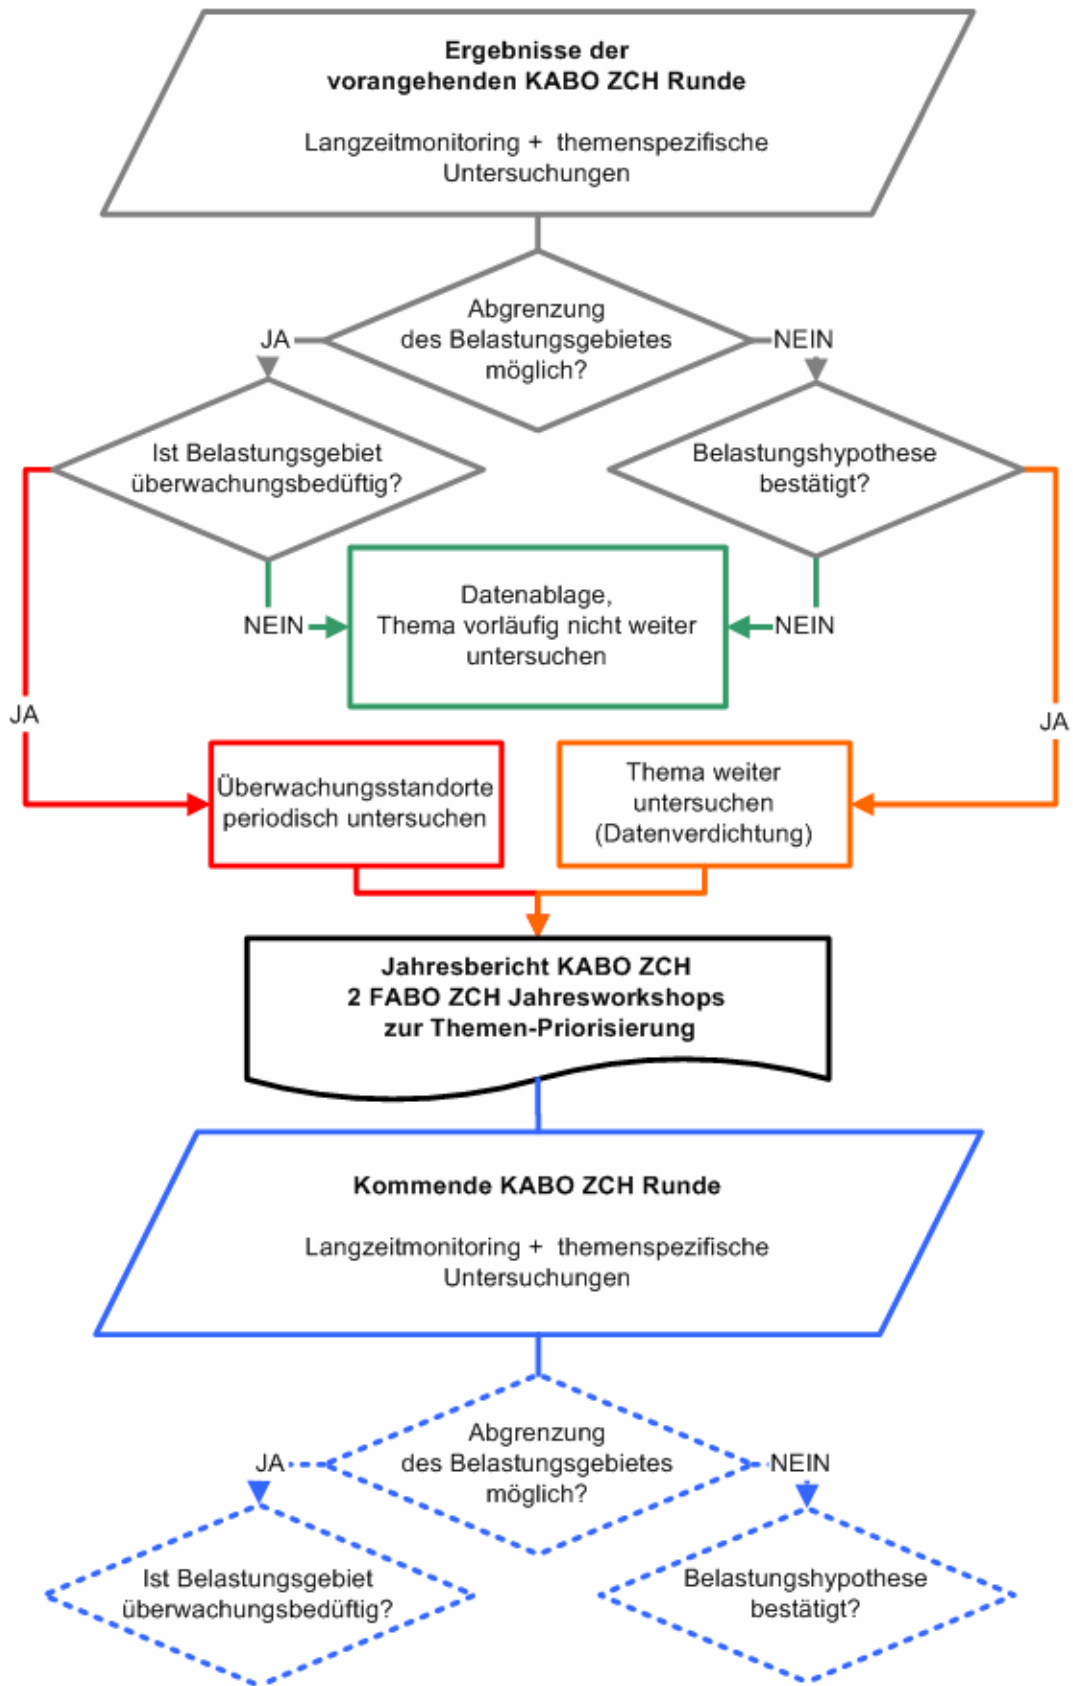 Ergebnisse der
vorangehenden KABO ZCH Runde
Langzeitmonitoring + themenspezifische
Untersuchungen
Abgrenzung
des Belastungsgebietes
möglich?
JA
NEIN
Ist Belastungsgebiet
überwachungsbedüftig?
Belastungshypothese
bestätigt?
Datenablage,
Thema vorläufig nicht weiter
untersuchen
NEIN
NEIN
JA
JA
Überwachungsstandorte
periodisch untersuchen
Thema weiter
untersuchen
(Datenverdichtung)
Jahresbericht KABO ZCH
2 FABO ZCH Jahresworkshops
zur Themen-Priorisierung
Kommende KABO ZCH Runde
Langzeitmonitoring + themenspezifische
Untersuchungen
Abgrenzung
des Belastungsgebietes
möglich?
JA
NEIN
Ist Belastungsgebiet
überwachungsbedüftig?
Belastungshypothese
bestätigt?